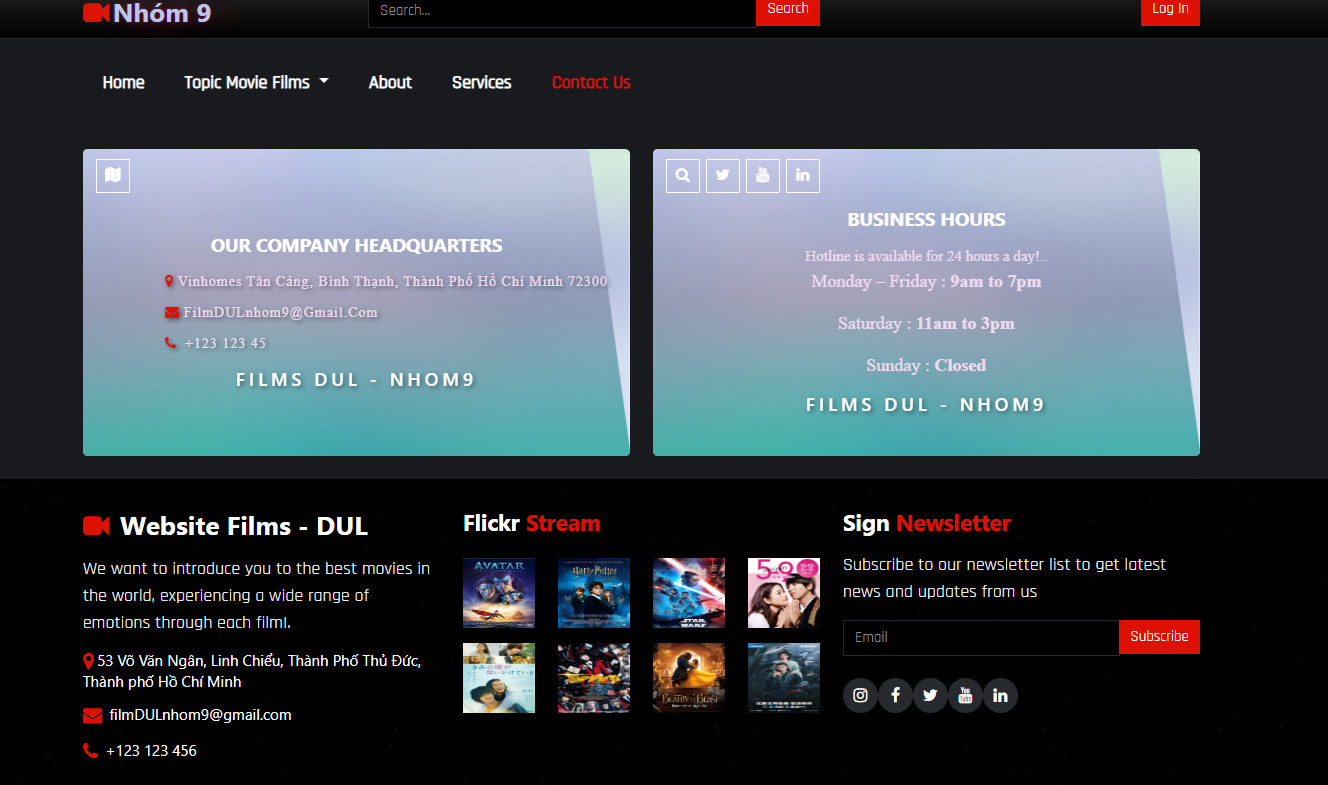 Nhóm 9
Search...
Search
Log In
Home
Topic Movie Films
About
Services
Contact Us
OUR COMPANY HEADQUARTERS
Vinhomes Tân Cảng, Bình Thạnh, Thành Phố Hồ Chí Minh 72300
FilmDULnhom9@Gmail.Com
+123 123 45
FILMS DUL - NHOM9
BUSINESS HOURS
Hotline is available for 24 hours a day!..
Monday – Friday : 9am to 7pm
Saturday : 11am to 3pm
Sunday : Closed
FILMS DUL - NHOM9
Website Films - DUL
We want to introduce you to the best movies in
the world, experiencing a wide range of
emotions through each filml.
53 Võ Văn Ngân, Linh Chiểu, Thành Phố Thủ Đức,
Thành phố Hồ Chí Minh
filmDULnhom9@gmail.com
+123 123 456
Flickr Stream
AVATAR
Harry Potter
STAR
WARS
Sign Newsletter
Subscribe to our newsletter list to get latest
news and updates from us
Email
Subscribe